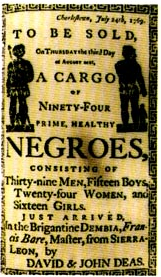 Charlestown, July 24th, 1769.
TO BE SOLD,
On THURSDAY the third Day
of AUGUST next,
A CARGO
OF
NINETY-FOUR
PRIME, HEALTHY
NEGROES,
CONSISTING OF
Thirty-nine MEN, Fifteen BOYS,
Twenty-four WOMEN, and
Sixteen GIRLS.
JUST ARRIVED,
In the Brigantine DEMBIA, Fran-
cis Bare, Master, from SIERRA-
LEON, by
DAVID & JOHN DEAS.